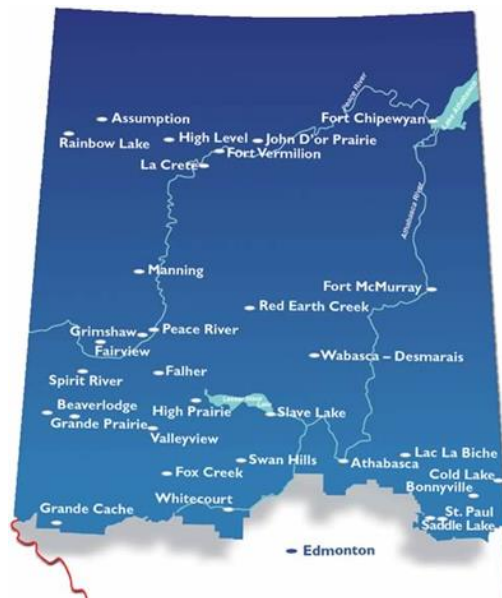 Peace River
Lake Athabasca
Assumption
Fort Chipewyan
Rainbow Lake
High Level
John D'or Prairie
Fort Vermilion
La Crete
Athabasca River
Manning
Fort McMurray
Red Earth Creek
Grimshaw
Peace River
Fairview
Wabasca – Desmarais
Spirit River
Falher
Beaverlodge
High Prairie
Slave Lake
Grande Prairie
Valleyview
Lac La Biche
Swan Hills
Athabasca
Cold Lake
Fox Creek
Bonnyville
Whitecourt
Grande Cache
St. Paul
Saddle Lake
Edmonton